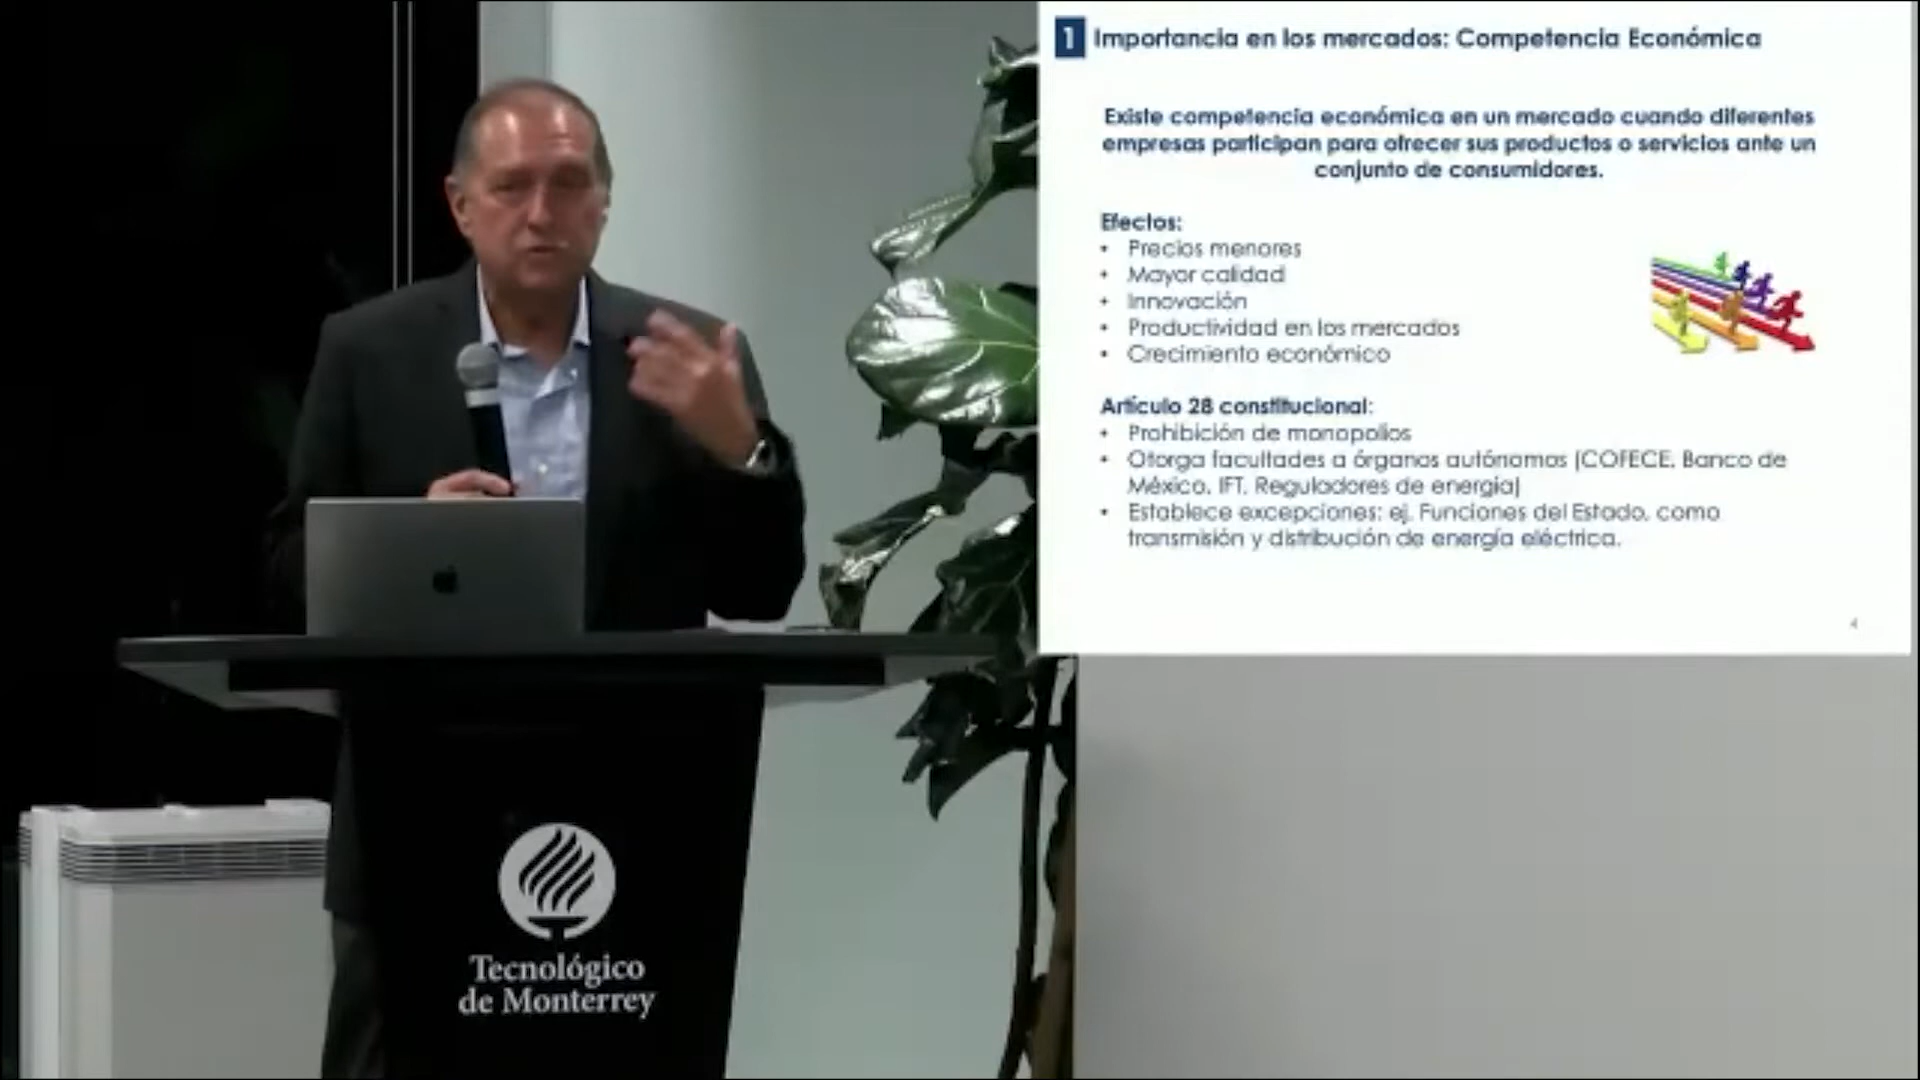 1 Importancia en los mercados: Competencia Económica
Existe competencia económica en un mercado cuando diferentes
empresas participan para ofrecer sus productos o servicios ante un
conjunto de consumidores.
Efectos:
• Precios menores
• Mayor calidad
• Innovación
• Productividad en los mercados
• Crecimiento económico
Artículo 28 constitucional:
• Prohibición de monopolios
• Otorga facultades a órganos autónomos (COFECE, Banco de
México, IFT, Reguladores de energía)
• Establece excepciones: ej. Funciones del Estado, como
transmisión y distribución de energía eléctrica.
4
Tecnológico
de Monterrey